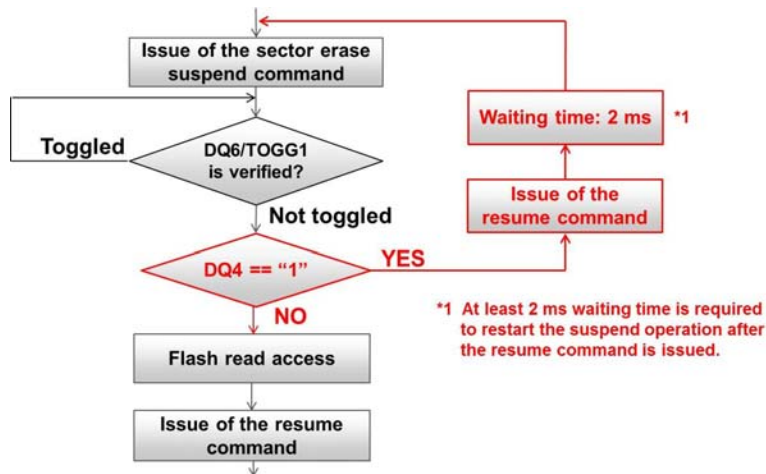 Issue of the sector erase
suspend command
Waiting time: 2 ms
*1
Toggled
DQ6/TOGG1
is verified?
Issue of the
resume command
Not toggled
DQ4 == “1”
YES
*1 At least 2 ms waiting time is required
to restart the suspend operation after
the resume command is issued.
NO
Flash read access
Issue of the resume
command